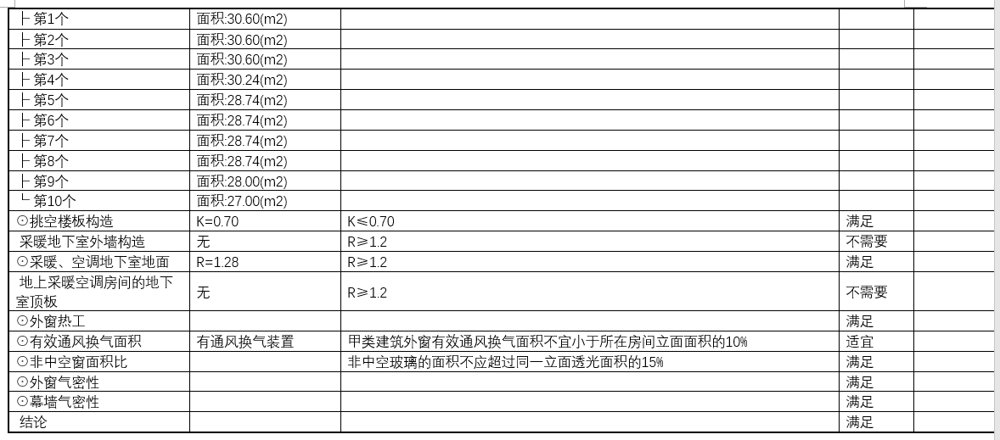 ├ 第1个 面积:30.60(m2)
├ 第2个 面积:30.60(m2)
├ 第3个 面积:30.60(m2)
├ 第4个 面积:30.24(m2)
├ 第5个 面积:28.74(m2)
├ 第6个 面积:28.74(m2)
├ 第7个 面积:28.74(m2)
├ 第8个 面积:28.74(m2)
├ 第9个 面积:28.00(m2)
└ 第10个 面积:27.00(m2)
⊙挑空楼板构造 K=0.70 K≤0.70 满足
采暖地下室外墙构造 无 R≥1.2 不需要
⊙采暖、空调地下室地面 R=1.28 R≥1.2 满足
地上采暖空调房间的地下
室顶板 无 R≥1.2 不需要
⊙外窗热工 满足
⊙有效通风换气面积 有通风换气装置 甲类建筑外窗有效通风换气面积不宜小于所在房间立面面积的10% 适宜
⊙非中空窗面积比 非中空玻璃的面积不应超过同一立面透光面积的15% 满足
⊙外窗气密性 满足
⊙幕墙气密性 满足
结论 满足